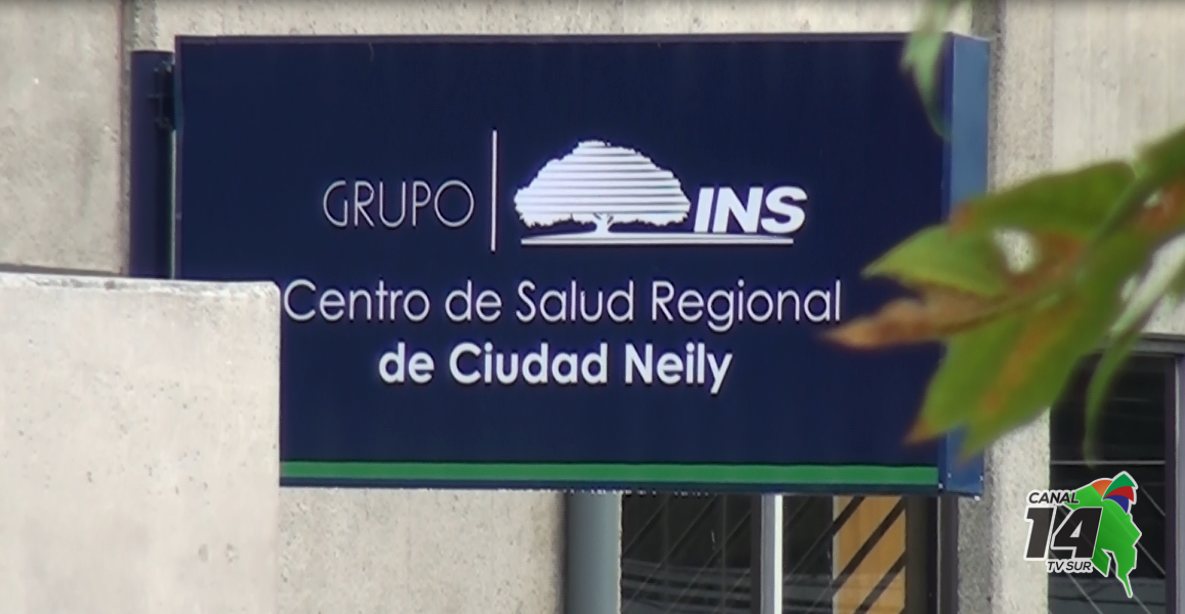 GRUPO INS
Centro de Salud Regional
de Ciudad Neily
CANAL
14
TV SUR